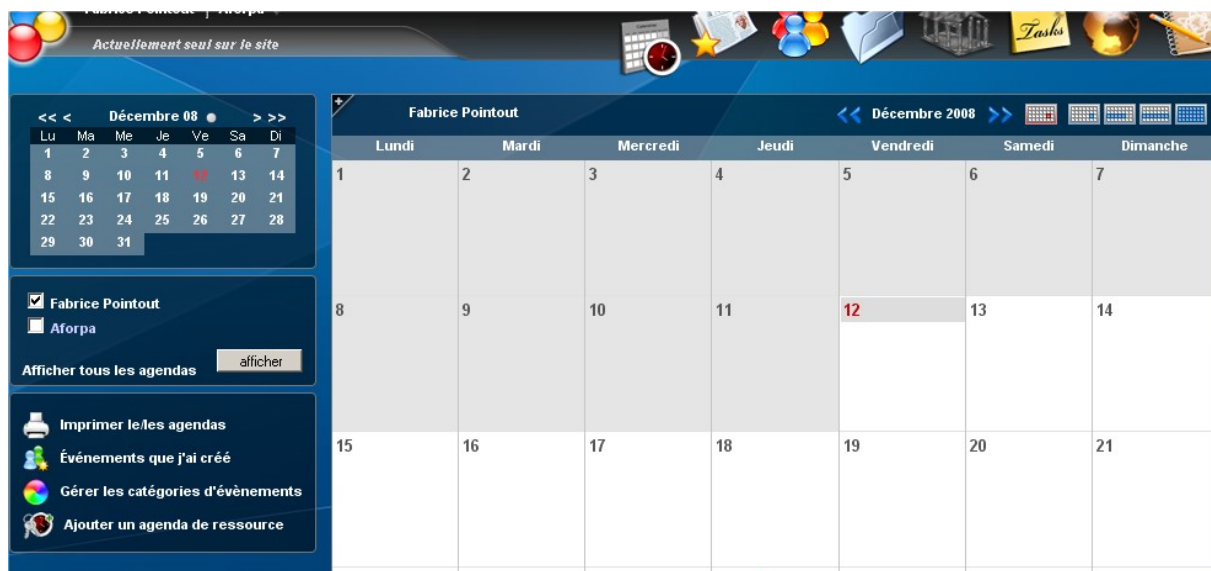 Fabrice Pointout | Aforpa
Actuellement seul sur le site
Tasks
<< < Décembre 08 > >>
Lu Ma Me Je Ve Sa Di
1 2 3 4 5 6 7
8 9 10 11 12 13 14
15 16 17 18 19 20 21
22 23 24 25 26 27 28
29 30 31
Fabrice Pointout
Aforpa
Afficher tous les agendas afficher
Imprimer le/les agendas
Événements que j'ai créé
Gérer les catégories d'évènements
Ajouter un agenda de ressource
Fabrice Pointout << Décembre 2008 >>
Lundi Mardi Mercredi Jeudi Vendredi Samedi Dimanche
1 2 3 4 5 6 7
8 9 10 11 12 13 14
15 16 17 18 19 20 21